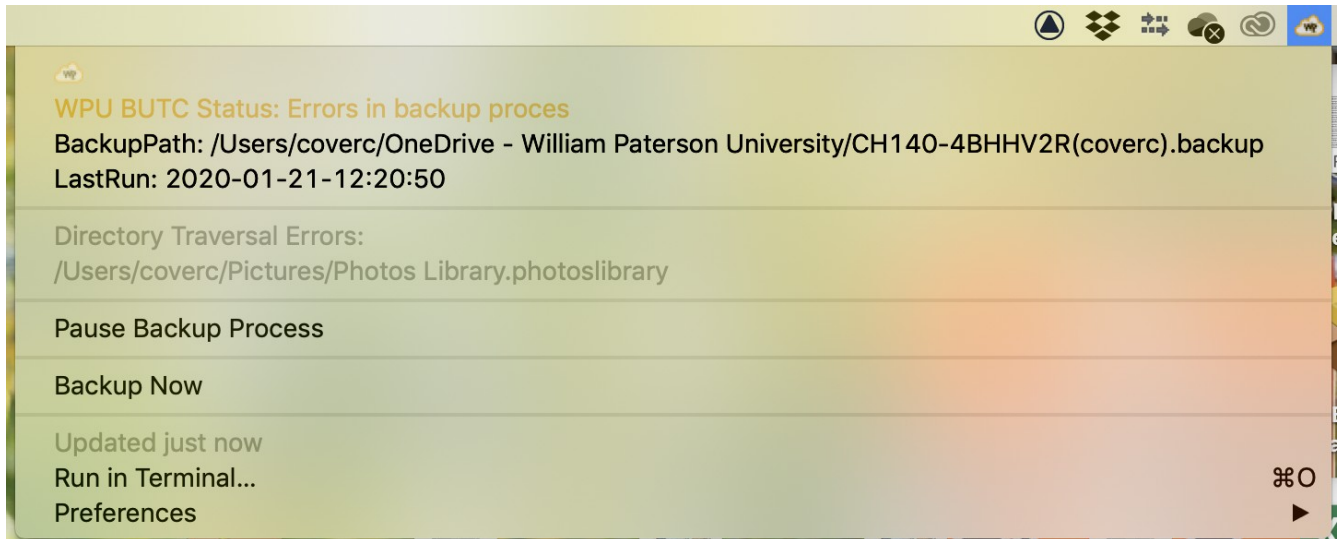 WP
WP
WPU BUTC Status: Errors in backup proces
BackupPath: /Users/coverc/OneDrive - William Paterson University/CH140-4BHHV2R(coverc).backup
LastRun: 2020-01-21-12:20:50
Directory Traversal Errors:
/Users/coverc/Pictures/Photos Library.photoslibrary
Pause Backup Process
Backup Now
Updated just now
Run in Terminal... ⌘O
Preferences ▶